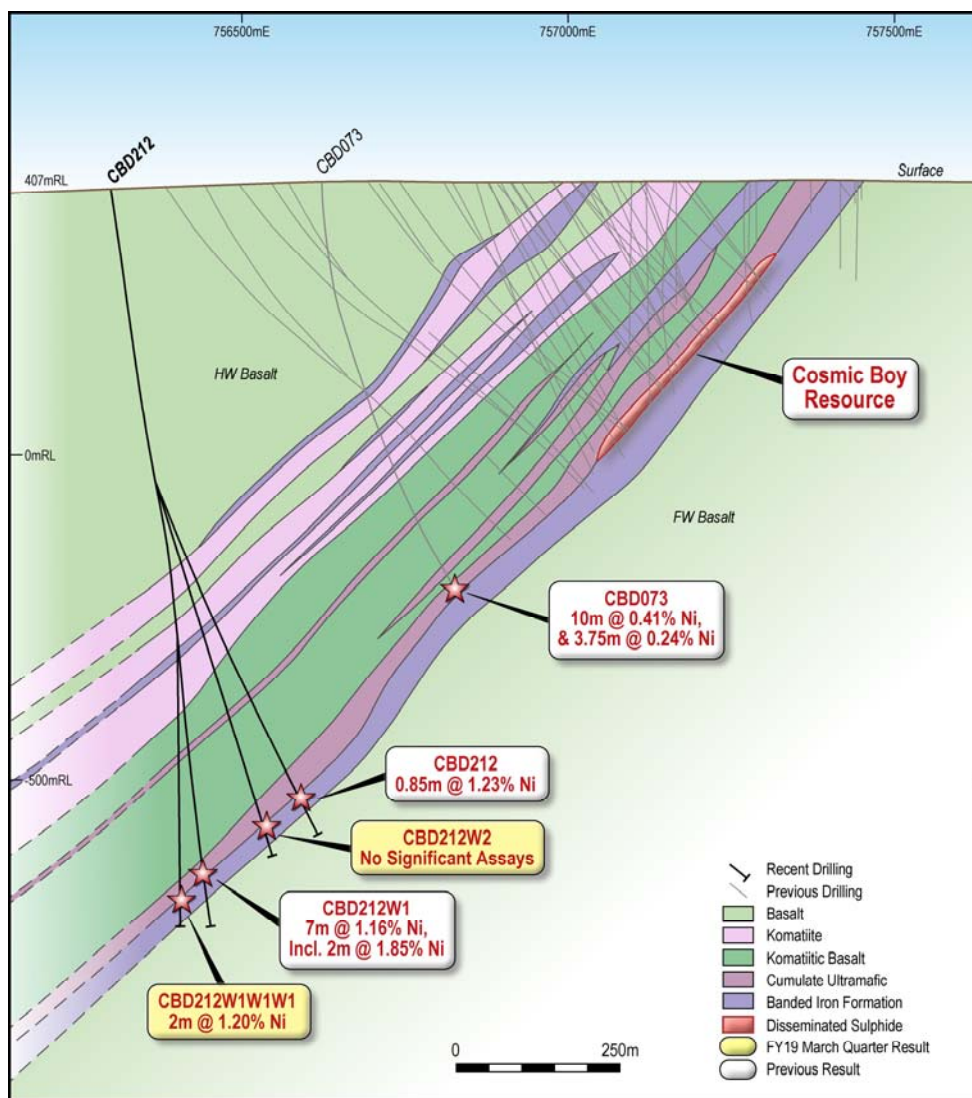 756500mE
757000mE
757500mE
CBD212
CBD073
407mRL
Surface
HW Basalt
Cosmic Boy
Resource
0mRL
FW Basalt
CBD073
10m @ 0.41% Ni,
& 3.75m @ 0.24% Ni
-500mRL
CBD212
0.85m @ 1.23% Ni
CBD212W2
No Significant Assays
CBD212W1
7m @ 1.16% Ni,
Incl. 2m @ 1.85% Ni
CBD212W1W1W1
2m @ 1.20% Ni
Recent Drilling
Previous Drilling
Basalt
Komatiite
Komatiitic Basalt
Cumulate Ultramafic
Banded Iron Formation
Disseminated Sulphide
FY19 March Quarter Result
Previous Result
0
250m